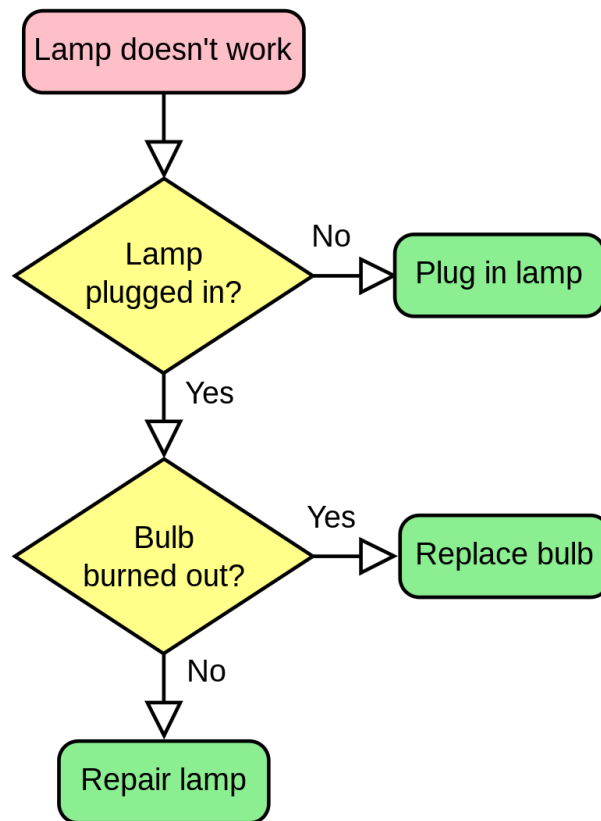 Lamp doesn't work
Lamp
plugged in?
No
Plug in lamp
Yes
Bulb
burned out?
Yes
Replace bulb
No
Repair lamp